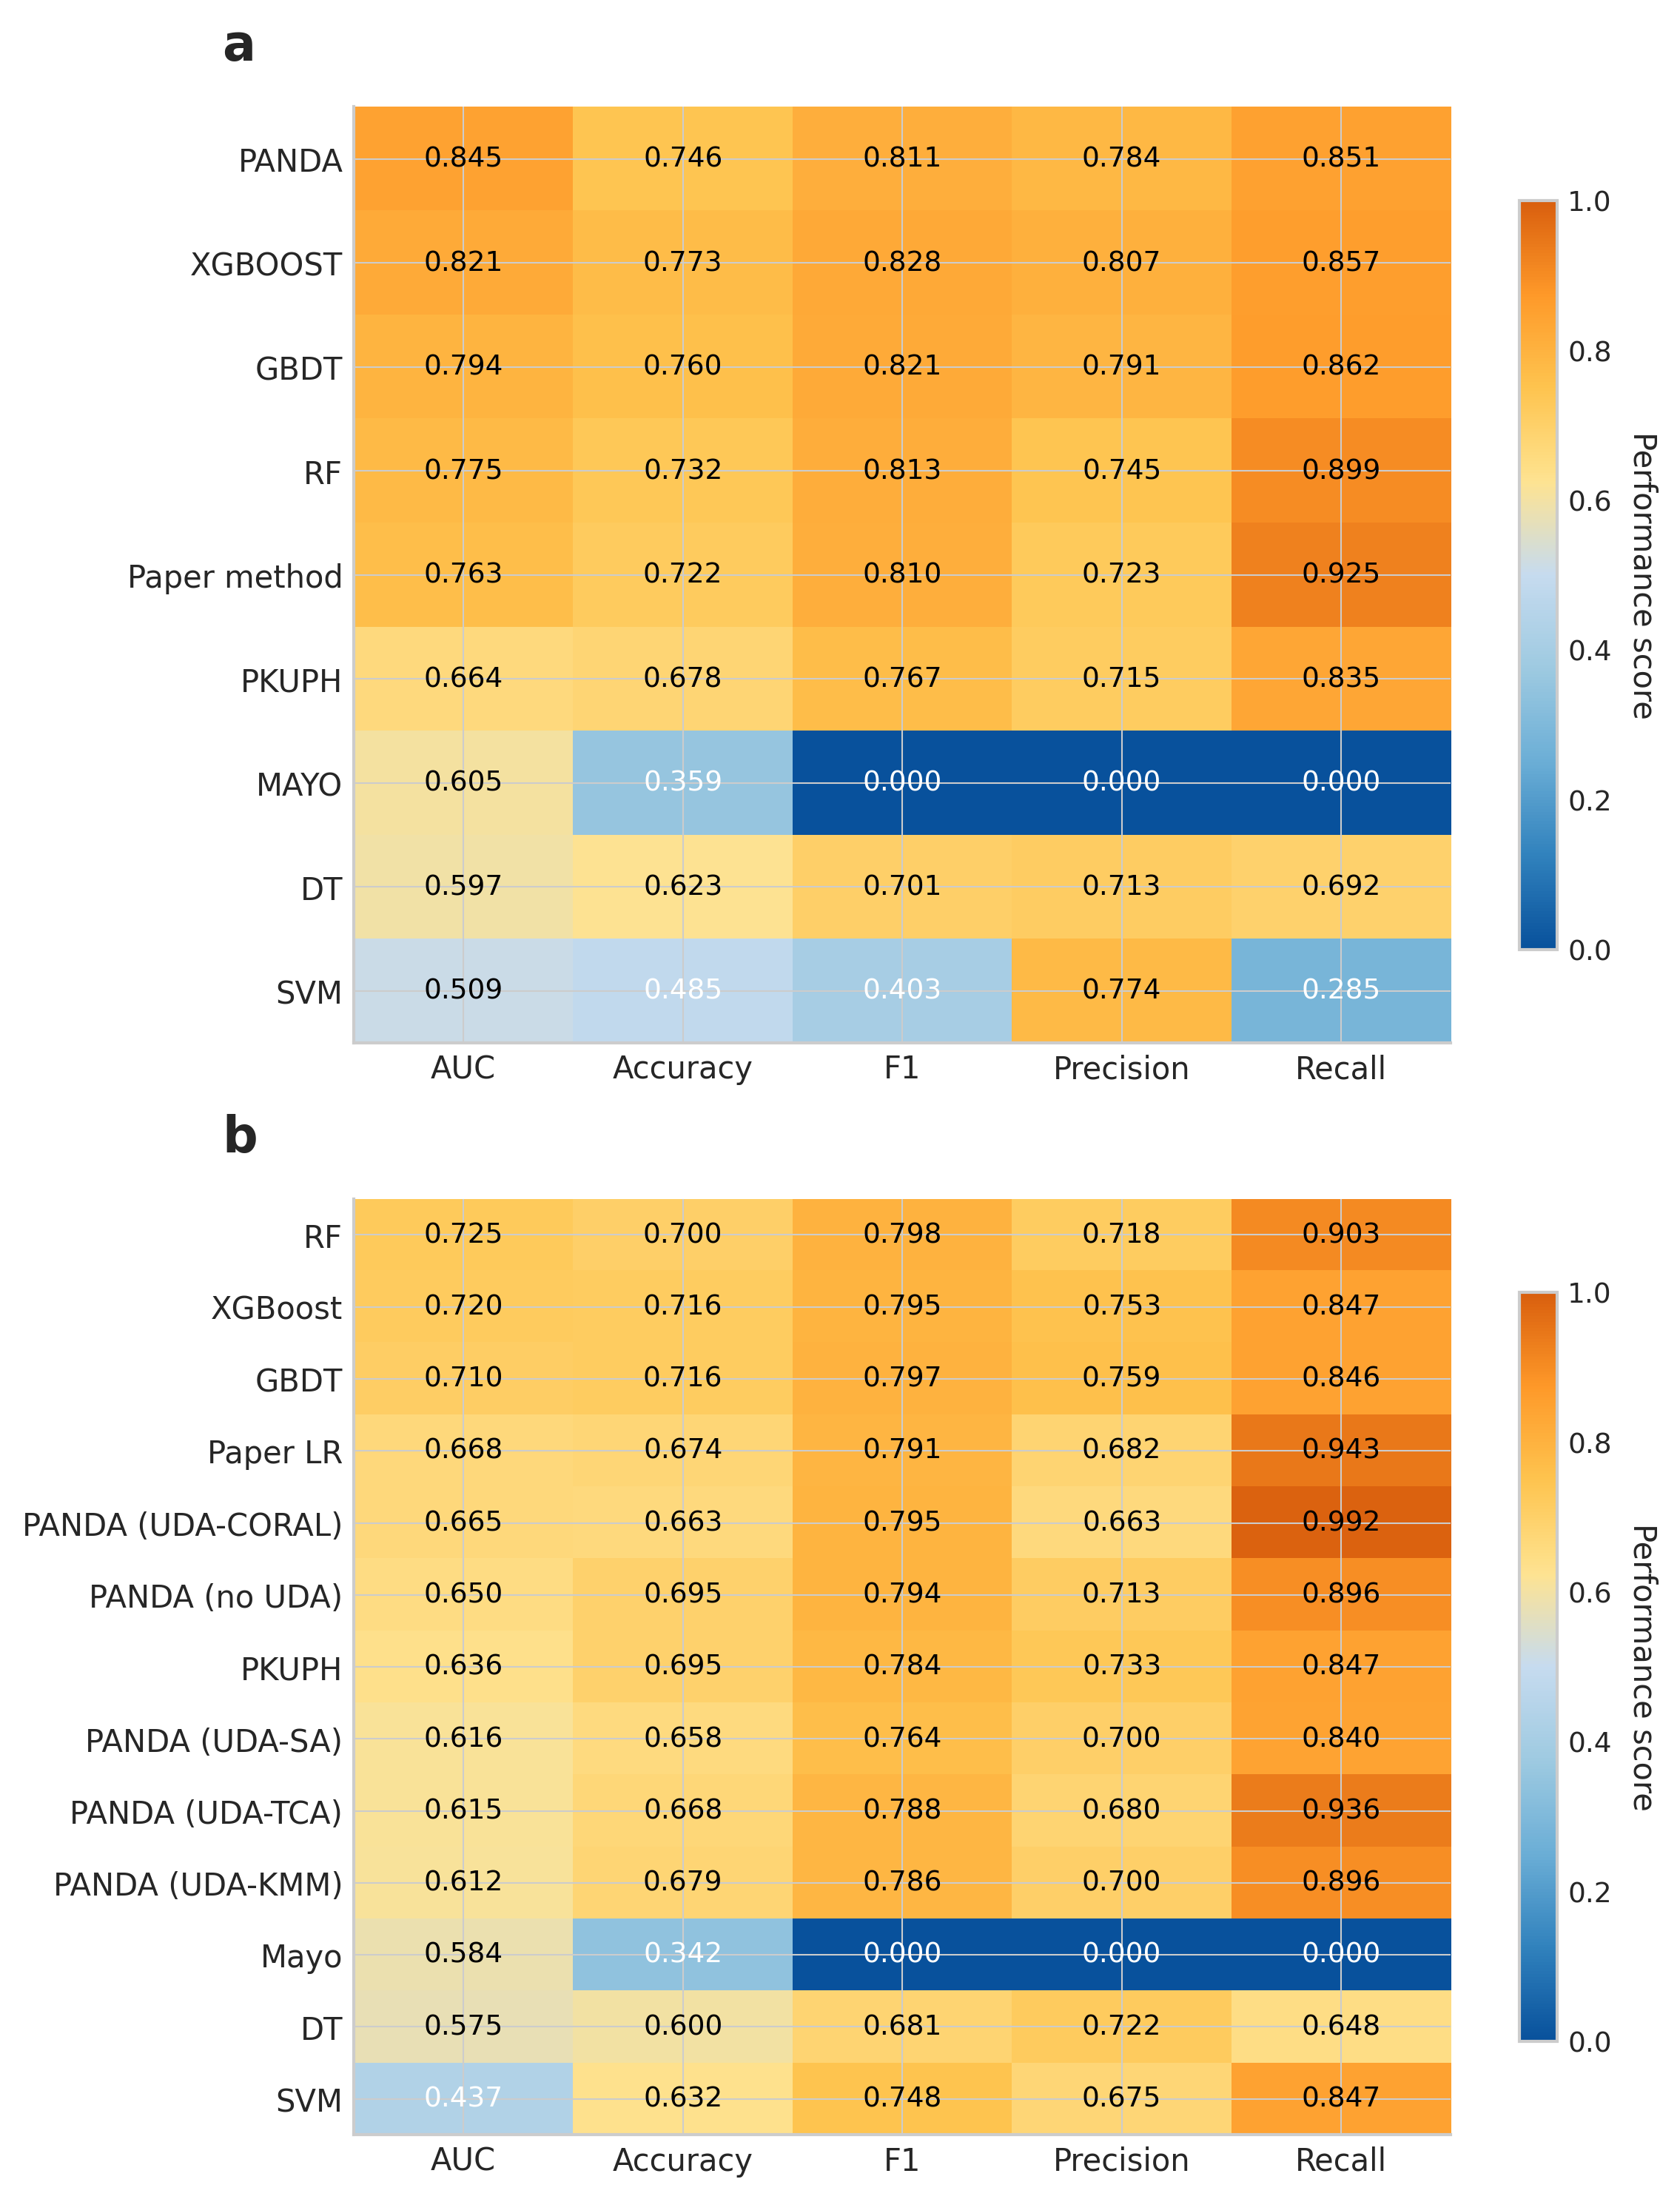 a
PANDA 0.845 0.746 0.811 0.784 0.851
XGBOOST 0.821 0.773 0.828 0.807 0.857
GBDT 0.794 0.760 0.821 0.791 0.862
RF 0.775 0.732 0.813 0.745 0.899
Paper method 0.763 0.722 0.810 0.723 0.925
PKUPH 0.664 0.678 0.767 0.715 0.835
MAYO 0.605 0.359 0.000 0.000 0.000
DT 0.597 0.623 0.701 0.713 0.692
SVM 0.509 0.485 0.403 0.774 0.285
AUC Accuracy F1 Precision Recall
1.0
0.8
0.6
0.4
0.2
0.0
Performance score
b
RF 0.725 0.700 0.798 0.718 0.903
XGBoost 0.720 0.716 0.795 0.753 0.847
GBDT 0.710 0.716 0.797 0.759 0.846
Paper LR 0.668 0.674 0.791 0.682 0.943
PANDA (UDA-CORAL) 0.665 0.663 0.795 0.663 0.992
PANDA (no UDA) 0.650 0.695 0.794 0.713 0.896
PKUPH 0.636 0.695 0.784 0.733 0.847
PANDA (UDA-SA) 0.616 0.658 0.764 0.700 0.840
PANDA (UDA-TCA) 0.615 0.668 0.788 0.680 0.936
PANDA (UDA-KMM) 0.612 0.679 0.786 0.700 0.896
Mayo 0.584 0.342 0.000 0.000 0.000
DT 0.575 0.600 0.681 0.722 0.648
SVM 0.437 0.632 0.748 0.675 0.847
AUC Accuracy F1 Precision Recall
1.0
0.8
0.6
0.4
0.2
0.0
Performance score